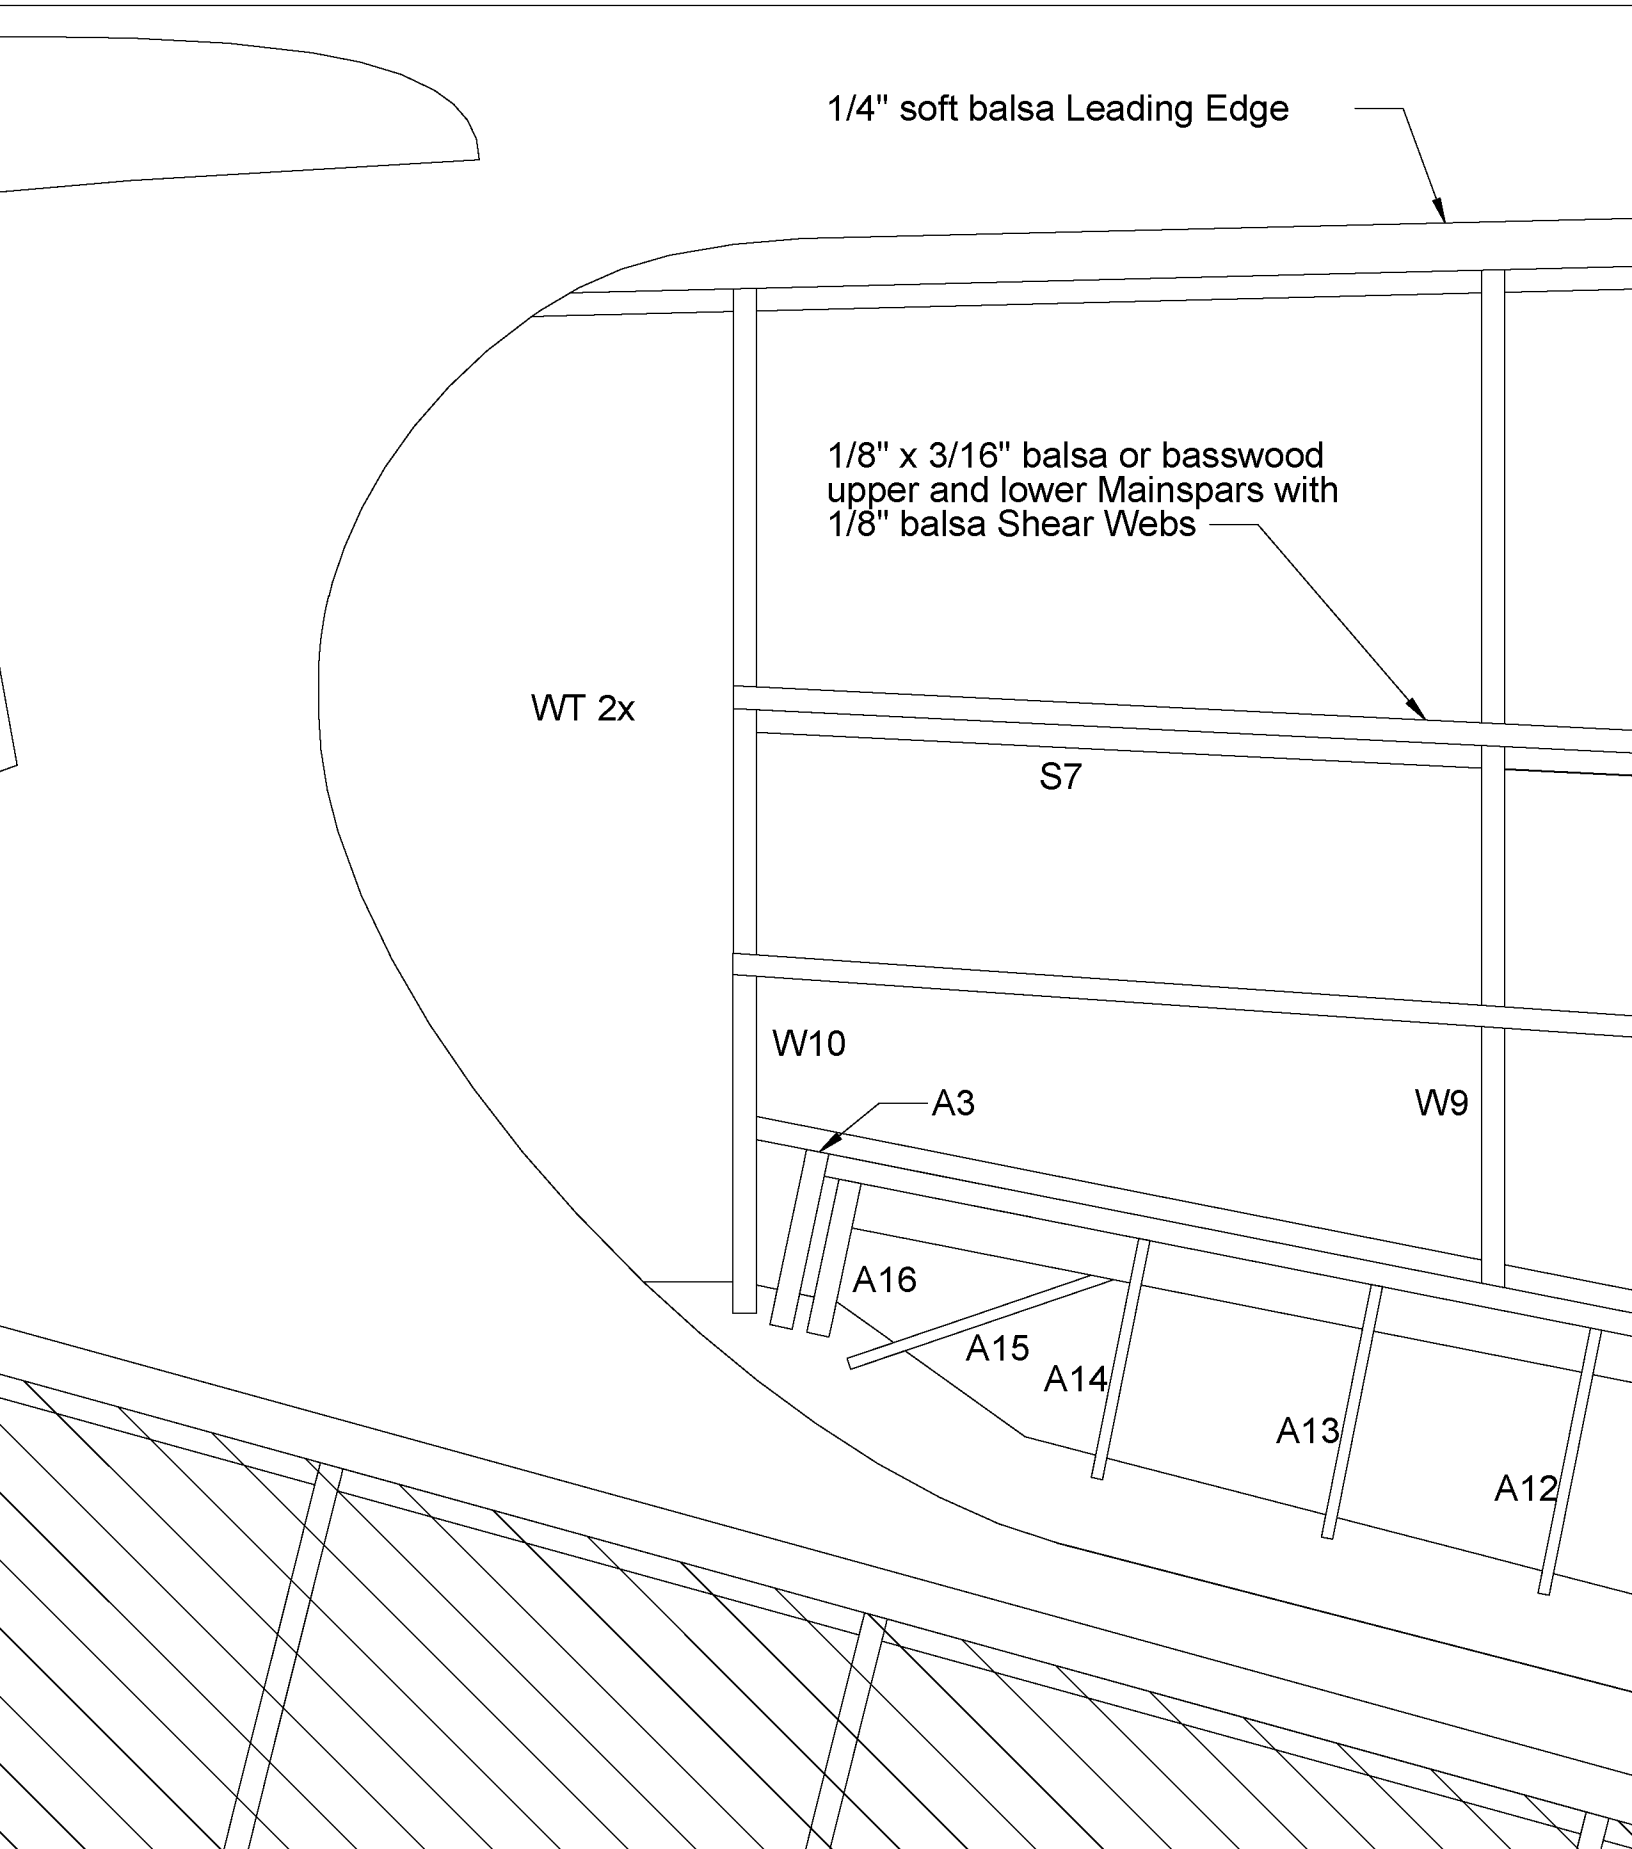 1/4" soft balsa Leading Edge
1/8" x 3/16" balsa or basswood
upper and lower Mainspars with
1/8" balsa Shear Webs
WT 2x
S7
W10
A3
W9
A16
A15
A14
A13
A12